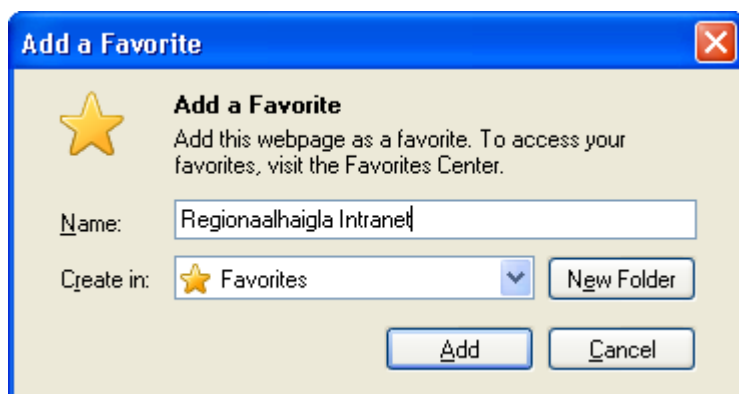 Add a Favorite
Add a Favorite
Add this webpage as a favorite. To access your
favorites, visit the Favorites Center.
Name: Regionaalhaigla Intranet
Create in: Favorites New Folder
Add Cancel